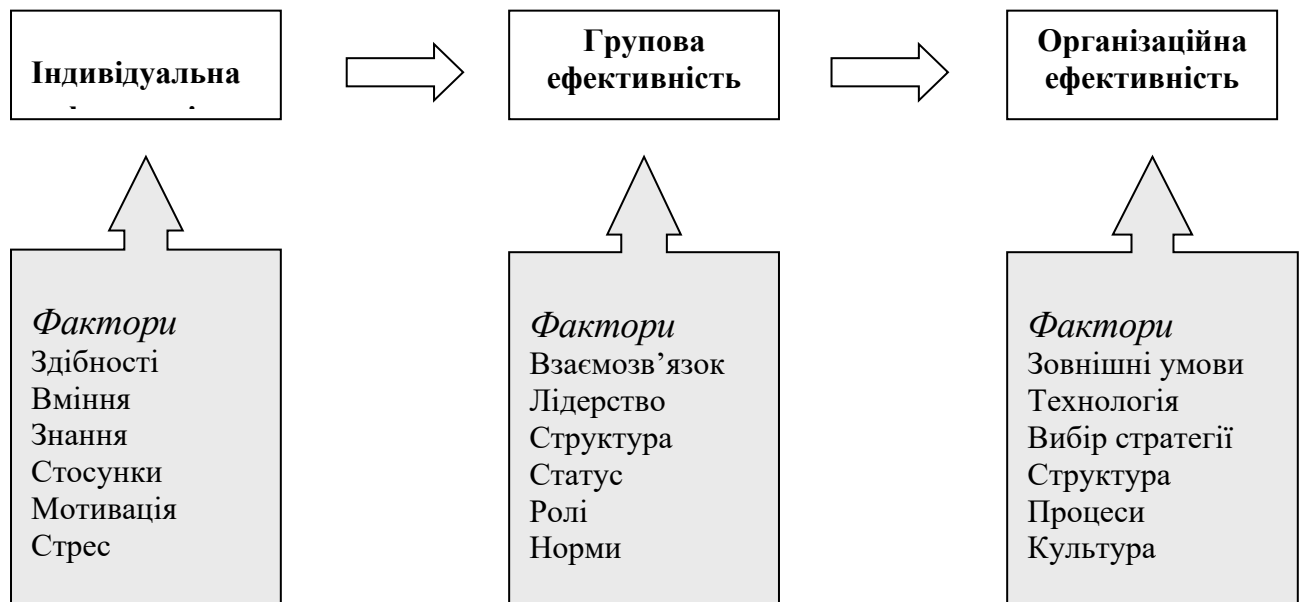 Індивідуальна
Групова
ефективність
Організаційна
ефективність
Фактори
Здібності
Вміння
Знання
Стосунки
Мотивація
Стрес
Фактори
Взаємозв’язок
Лідерство
Структура
Статус
Ролі
Норми
Фактори
Зовнішні умови
Технологія
Вибір стратегії
Структура
Процеси
Культура